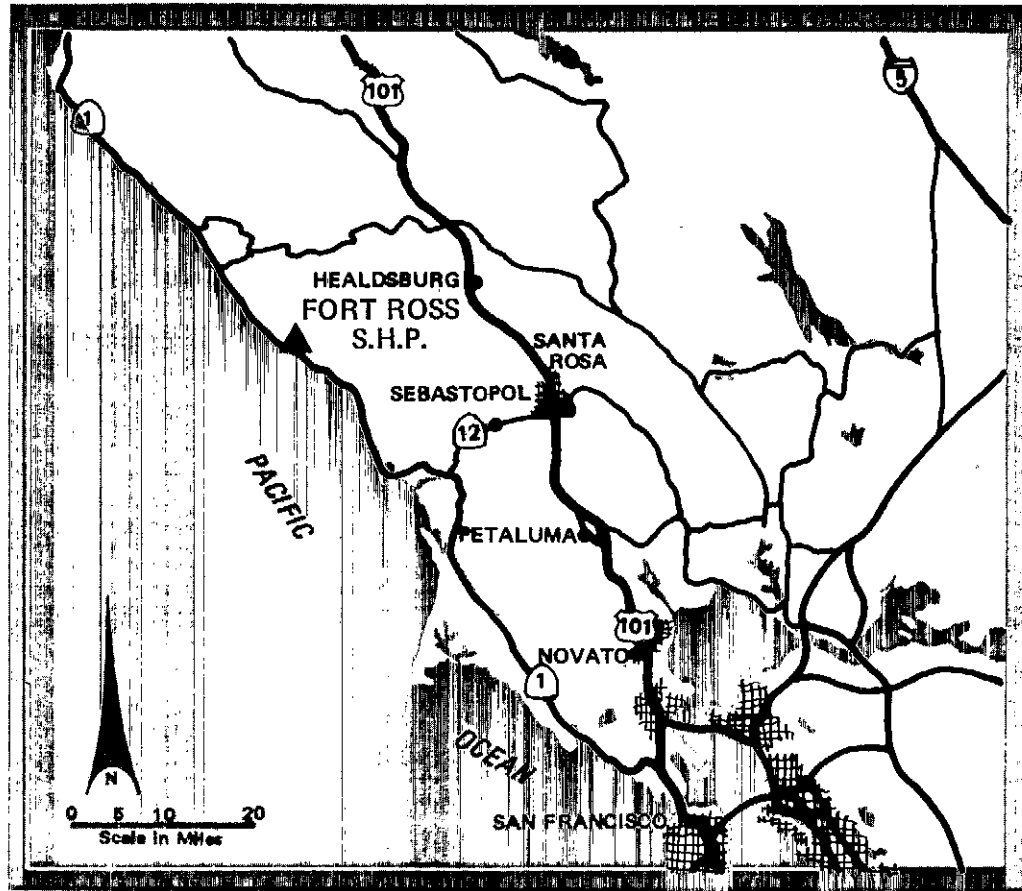 101
5
1
HEALDSBURG
FORT ROSS
S.H.P.
SANTA
ROSA
SEBASTOPOL
12
PACIFIC
PETALUMA
101
NOVATO
1
OCEAN
N
0 5 10 20
Scale in Miles
SAN FRANCISCO